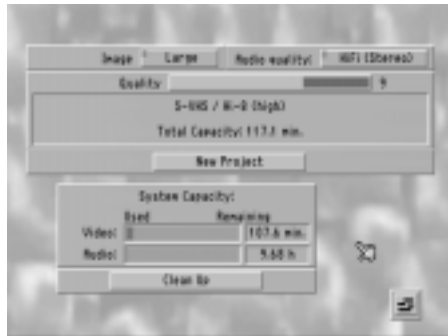 Image Large Audio quality: HiFi (Stereo)
Quality 9
S-VHS / Hi-8 (high)
Total Capacity: 117.1 min.
New Project
System Capacity:
Used Remaining
Video: 107.6 min.
Audio: 9.68 h
Clean Up